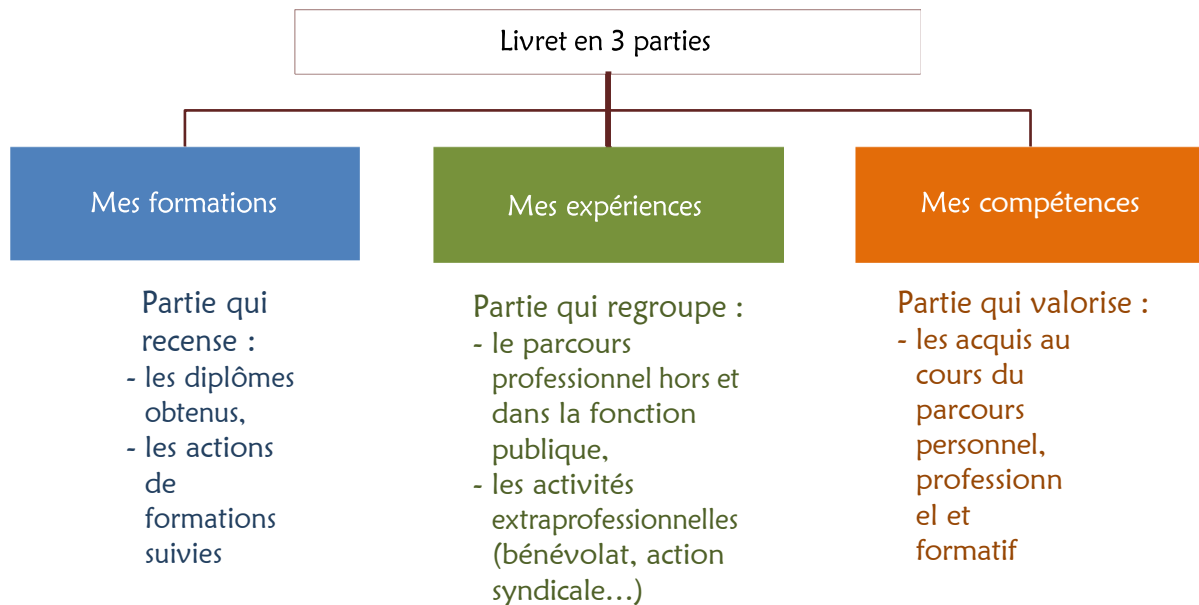 Livret en 3 parties
Mes formations
Mes expériences
Mes compétences
Partie qui
recense :
- les diplômes
obtenus,
- les actions
de
formations
suivies
Partie qui regroupe :
- le parcours
professionnel hors et
dans la fonction
publique,
- les activités
extraprofessionnelles
(bénévolat, action
syndicale...)
Partie qui valorise :
- les acquis au
cours du
parcours
personnel,
professionn
el et
formatif